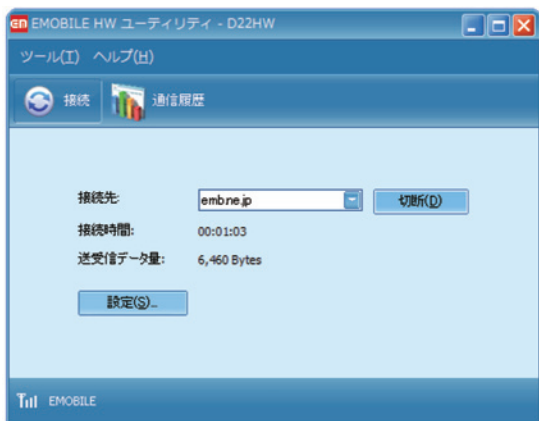 EMOBILE HW ユーティリティ - D22HW
ツール(T) ヘルプ(H)
接続 通信履歴
接続先: emb.ne.jp 切断(D)
接続時間: 00:01:03
送受信データ量: 6,460 Bytes
設定(S)...
EMOBILE